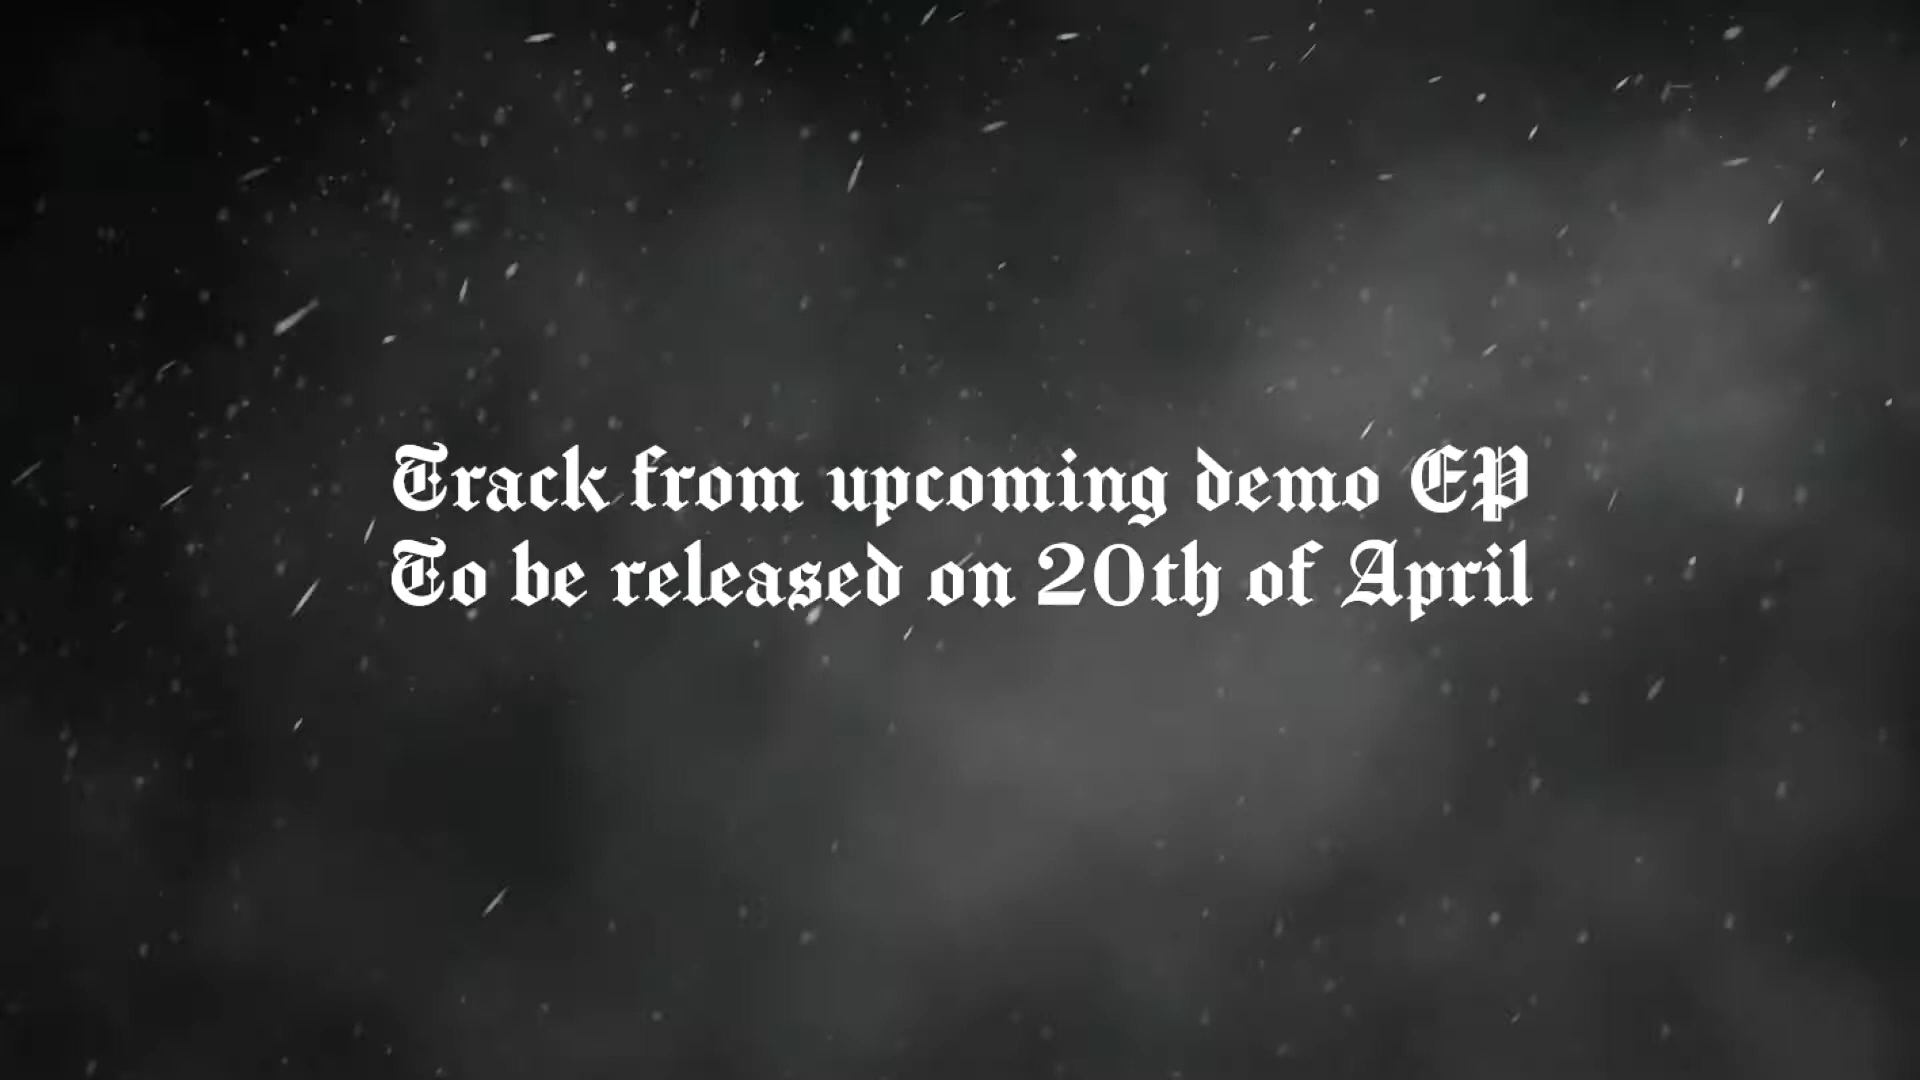 Track from upcoming demo EP
To be released on 20th of April